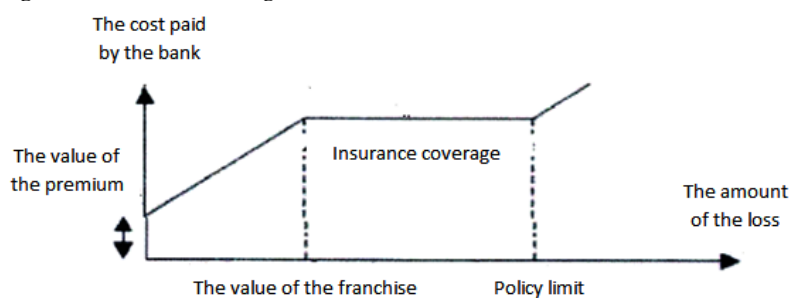 The cost paid
by the bank
The value of
the premium
Insurance coverage
The amount
of the loss
The value of the franchise
Policy limit